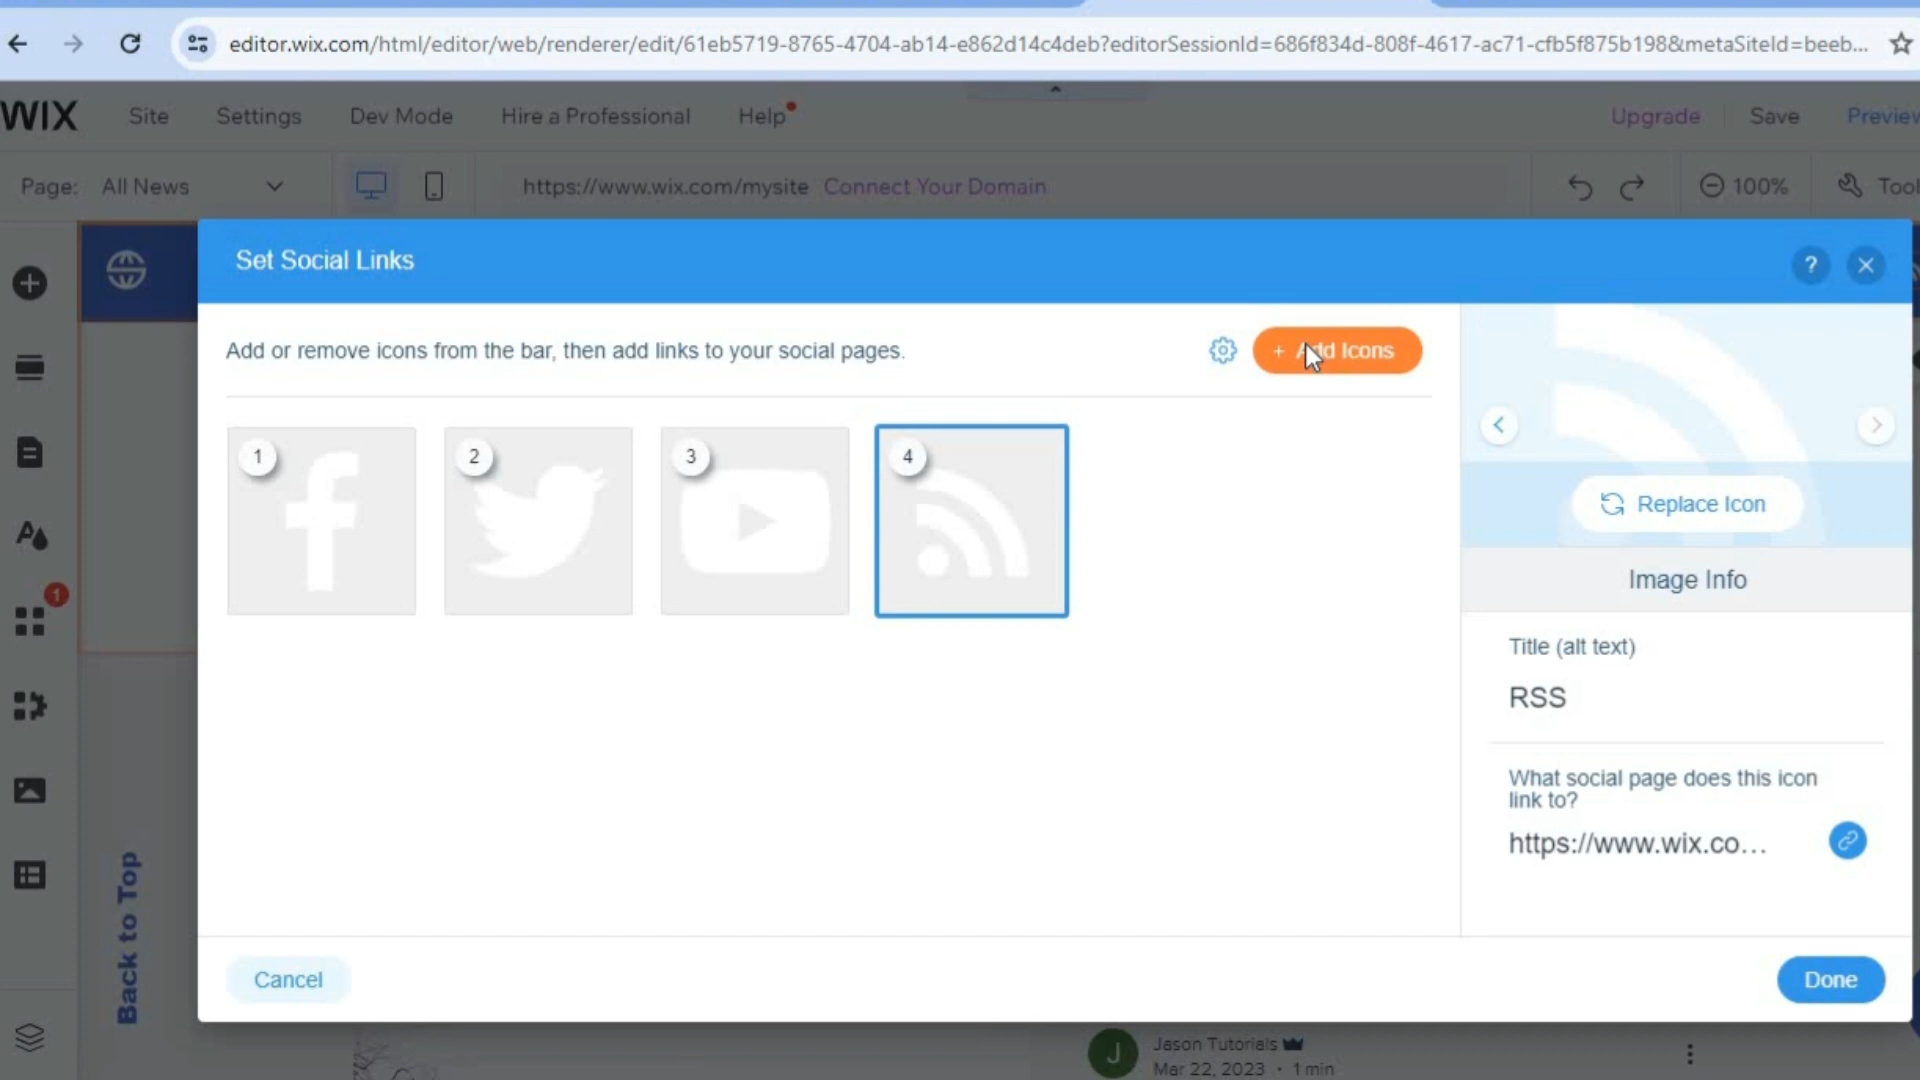 editor.wix.com/html/editor/web/renderer/edit/61eb5719-8765-4704-ab14-e862d14c4deb?editorSessionId=686f834d-808f-4617-ac71-cfb5f875b198&metaSiteId=beeb...
WIX Site Settings Dev Mode Hire a Professional Help Upgrade Save Preview
Page: All News https://www.wix.com/mysite Connect Your Domain 100% Tool
Set Social Links ?
Add or remove icons from the bar, then add links to your social pages. + Add Icons
1 2 3 4
Replace Icon
Image Info
1
Title (alt text)
RSS
What social page does this icon
link to?
https://www.wix.co...
Back to Top
Cancel Done
J Jason Tutorials
Mar 22, 2023 · 1 min